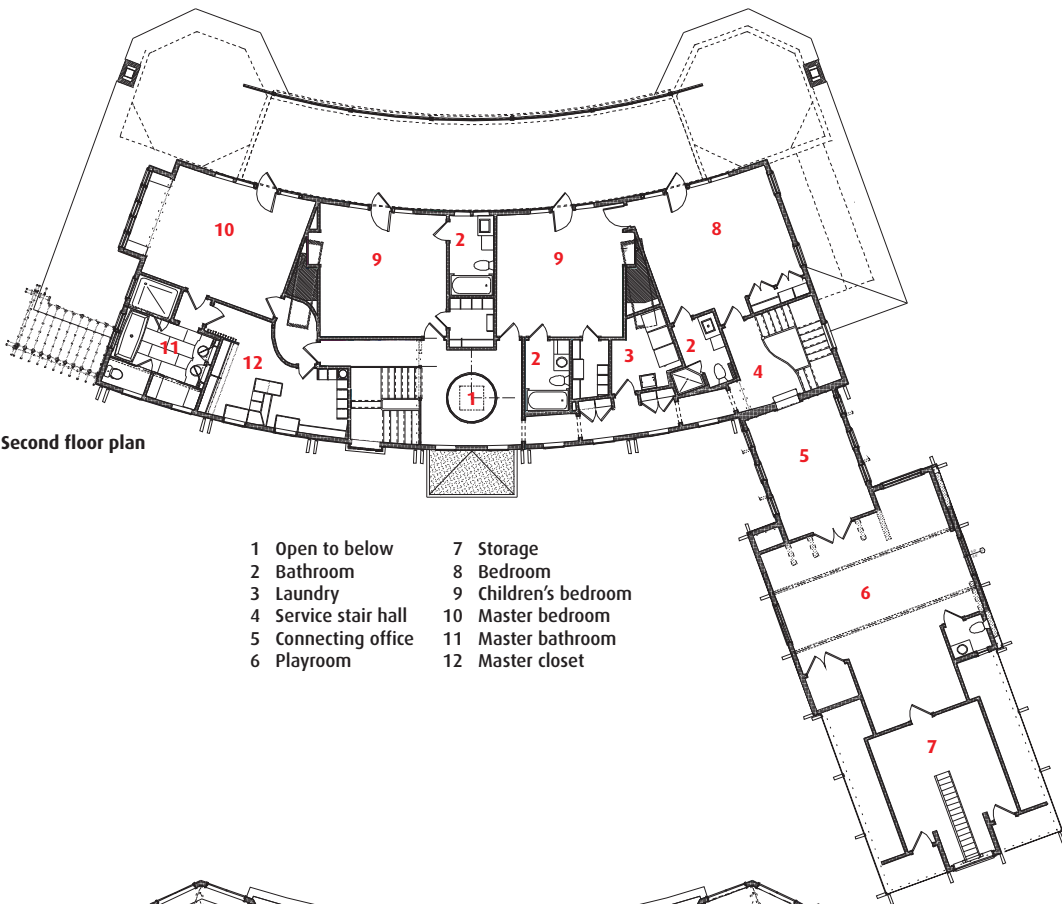 10
9
2
9
8
11
12
1
2
3
2
4
Second floor plan
5
1 Open to below
2 Bathroom
3 Laundry
4 Service stair hall
5 Connecting office
6 Playroom
7 Storage
8 Bedroom
9 Children's bedroom
10 Master bedroom
11 Master bathroom
12 Master closet
6
7